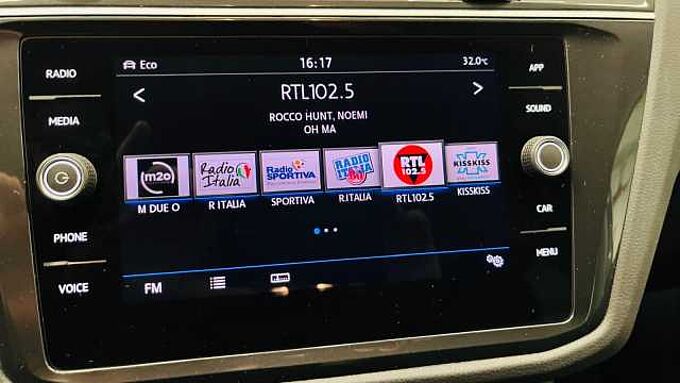 RADIO
MEDIA
PHONE
VOICE
APP
SOUND
CAR
MENU
Eco
16:17
32.0°C
<
RTL102.5
>
ROCCO HUNT, NOEMI
OH MA
m2o
Radio Italia
Radio SPORTIVA
RADIO ITALIA
RTL 102.5
KISSKISS
M DUE O
R ITALIA
SPORTIVA
R.ITALIA
RTL102.5
KISSKISS
FM